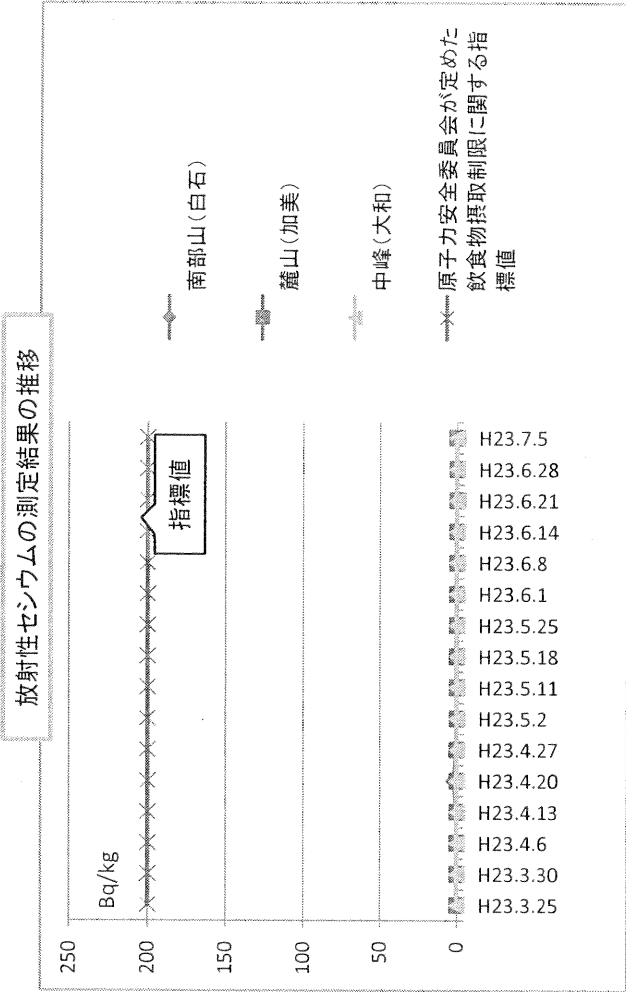 放射性セシウムの測定結果の推移
Bq/kg
250
200
150
100
50
0
指標値
H23.3.25
H23.3.30
H23.4.6
H23.4.13
H23.4.20
H23.4.27
H23.5.2
H23.5.11
H23.5.18
H23.5.25
H23.6.1
H23.6.8
H23.6.14
H23.6.21
H23.6.28
H23.7.5
南部山(白石)
麓山(加美)
中峰(大和)
原子力安全委員会が定めた
飲食物摂取制限に関する指
標値